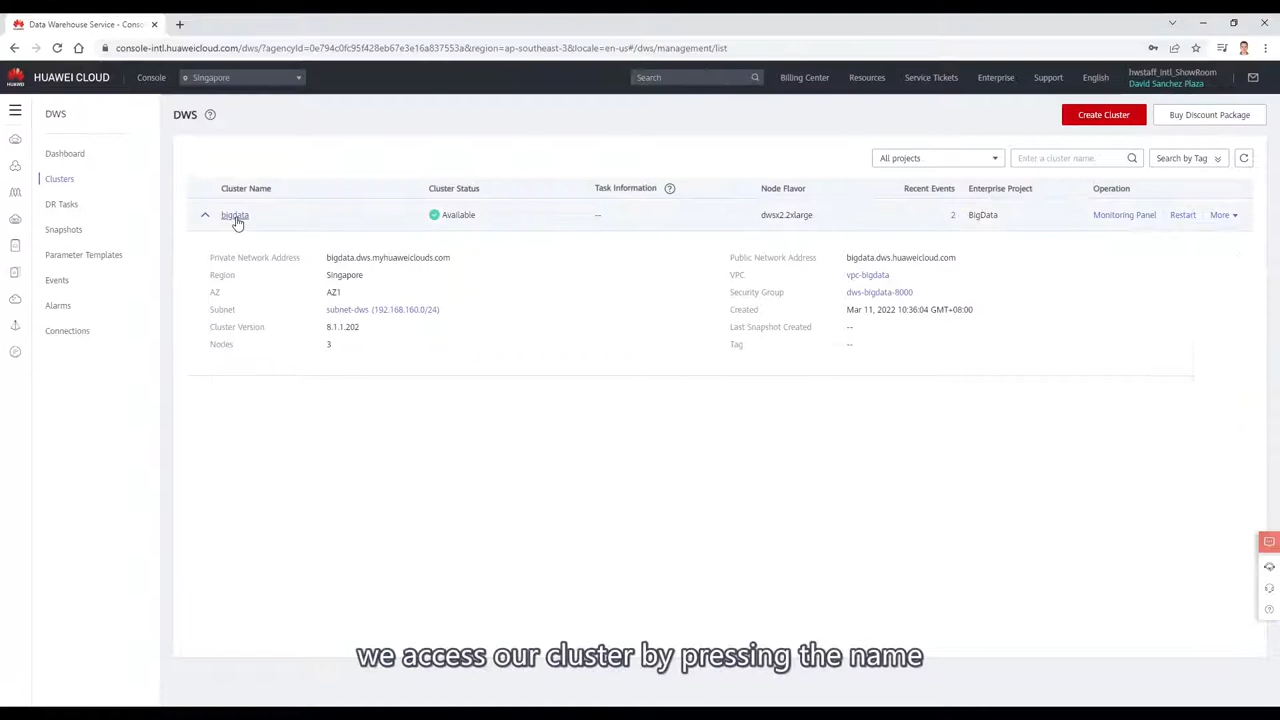 Data Warehouse Service - Conso
console-intl.huaweicloud.com/dws/?agencyId=0e794c0fc95f428eb67e3e16a837553a&region=ap-southeast-3&locale=en-us#/dws/management/list
HUAWEI CLOUD Console Singapore Search Billing Center Resources Service Tickets Enterprise Support English hwstaff_intl_ShowRoom
David Sanchez Plaza
DWS
Dashboard
Clusters
DR Tasks
Snapshots
Parameter Templates
Events
Alarms
Connections
DWS Create Cluster Buy Discount Package
All projects Enter a cluster name. Search by Tag
Cluster Name Cluster Status Task Information Node Flavor Recent Events Enterprise Project Operation
bigdata Available -- dwsx2.2xlarge 2 BigData Monitoring Panel Restart More
Private Network Address bigdata.dws.myhuaweiclouds.com Public Network Address bigdata.dws.huaweicloud.com
Region Singapore VPC vpc-bigdata
AZ AZ1 Security Group dws-bigdata-8000
Subnet subnet-dws (192.168.160.0/24) Created Mar 11, 2022 10:36:04 GMT+08:00
Cluster Version 8.1.1.202 Last Snapshot Created --
Nodes 3 Tag --
we access our cluster by pressing the name